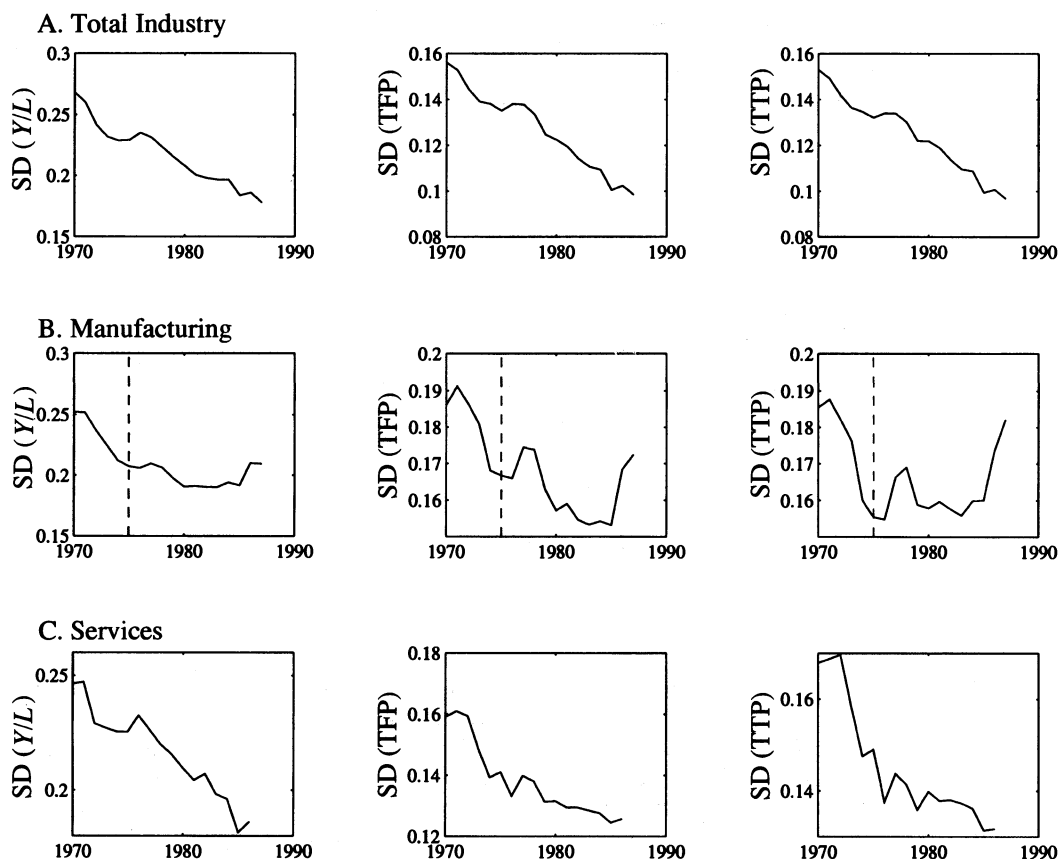 A. Total Industry
SD (Y/L)
0.3
0.25
0.2
0.15
1970 1980 1990
SD (TFP)
0.16
0.14
0.12
0.1
0.08
1970 1980 1990
SD (TTP)
0.16
0.14
0.12
0.1
0.08
1970 1980 1990
B. Manufacturing
SD (Y/L)
0.3
0.25
0.2
0.15
1970 1980 1990
SD (TFP)
0.2
0.19
0.18
0.17
0.16
1970 1980 1990
SD (TTP)
0.2
0.19
0.18
0.17
0.16
1970 1980 1990
C. Services
SD (Y/L)
0.25
0.2
1970 1980 1990
SD (TFP)
0.18
0.16
0.14
0.12
1970 1980 1990
SD (TTP)
0.16
0.14
1970 1980 1990